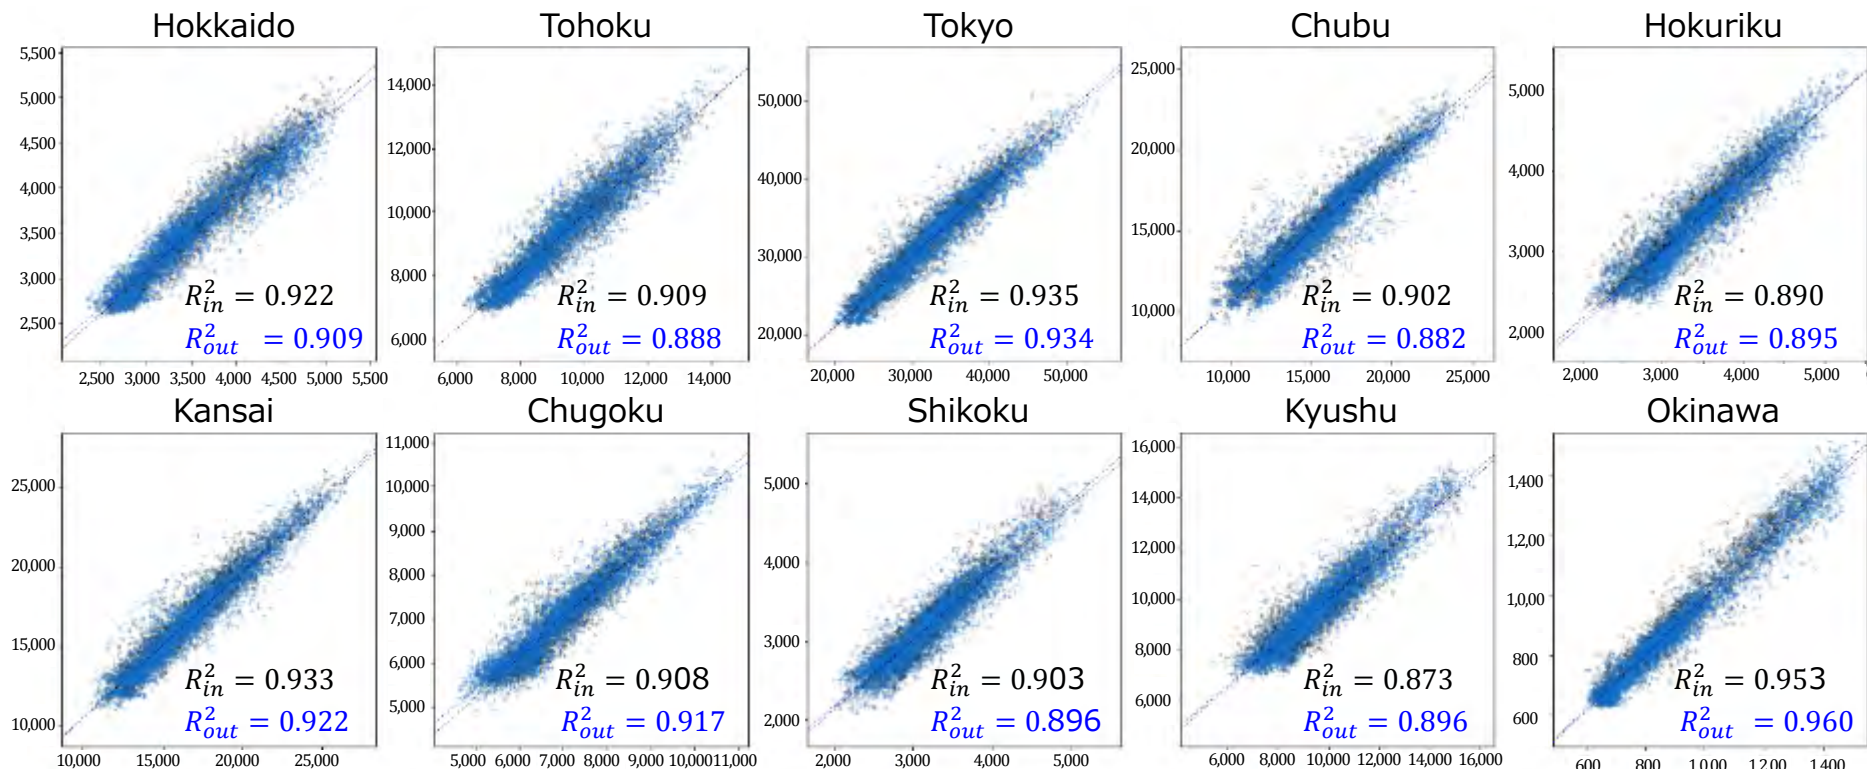 Hokkaido Tohoku Tokyo Chubu Hokuriku
5,500
5,000
4,500
4,000
3,500
3,000
2,500
R²in = 0.922
R²out = 0.909
2,500 3,000 3,500 4,000 4,500 5,000 5,500
14,000
12,000
10,000
8,000
6,000
R²in = 0.909
R²out = 0.888
6,000 8,000 10,000 12,000 14,000
50,000
40,000
30,000
20,000
R²in = 0.935
R²out = 0.934
20,000 30,000 40,000 50,000
25,000
20,000
15,000
10,000
R²in = 0.902
R²out = 0.882
10,000 15,000 20,000 25,000
5,000
4,000
3,000
2,000
R²in = 0.890
R²out = 0.895
2,000 3,000 4,000 5,000
Kansai Chugoku Shikoku Kyushu Okinawa
25,000
20,000
15,000
10,000
R²in = 0.933
R²out = 0.922
10,000 15,000 20,000 25,000
11,000
10,000
9,000
8,000
7,000
6,000
5,000
R²in = 0.908
R²out = 0.917
5,000 6,000 7,000 8,000 9,000 10,000 11,000
5,000
4,000
3,000
2,000
R²in = 0.903
R²out = 0.896
2,000 3,000 4,000 5,000
16,000
14,000
12,000
10,000
8,000
6,000
R²in = 0.873
R²out = 0.896
6,000 8,000 10,000 12,000 14,000 16,000
1,400
1,200
1,00
800
600
R²in = 0.953
R²out = 0.960
600 800 1,000 1,200 1,400